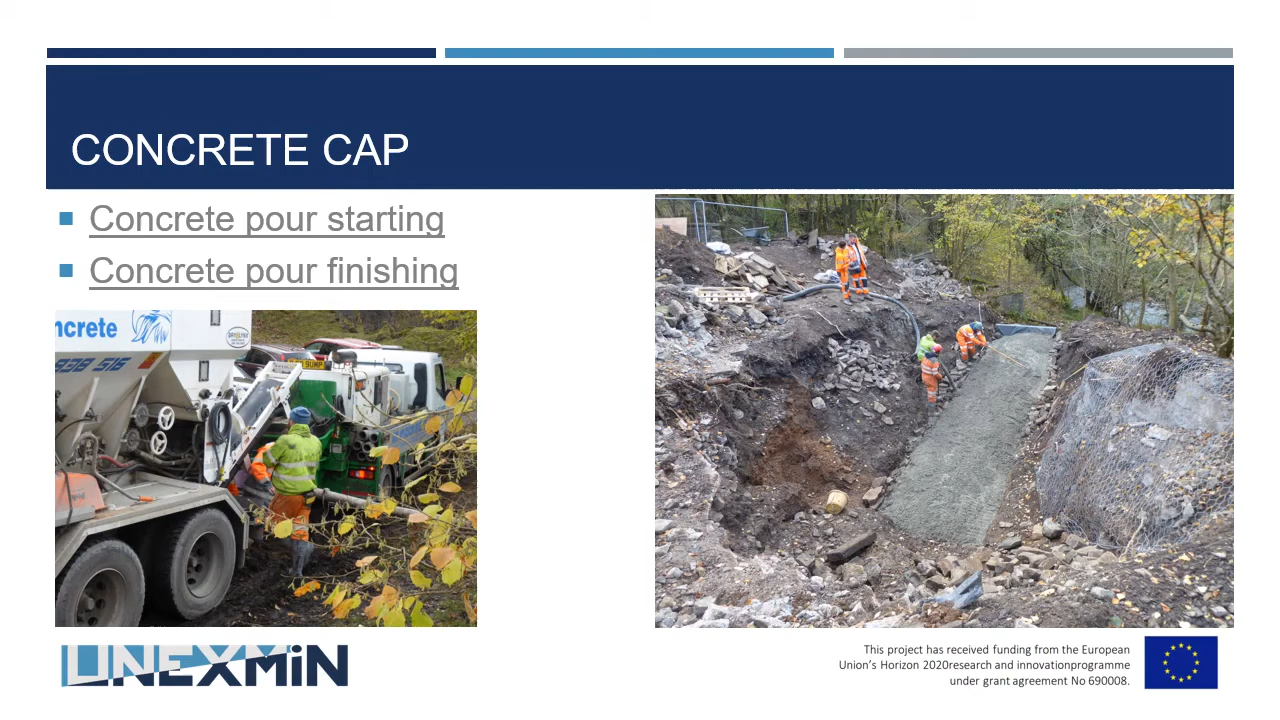 CONCRETE CAP
Concrete pour starting
Concrete pour finishing
ncrete
UNEXMiN
This project has received funding from the European
Union's Horizon 2020research and innovationprogramme
under grant agreement No 690008.